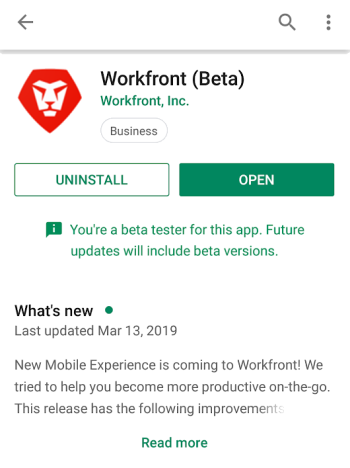 Workfront (Beta)
Workfront, Inc.
Business
UNINSTALL
OPEN
You're a beta tester for this app. Future
updates will include beta versions.
What's new
Last updated Mar 13, 2019
New Mobile Experience is coming to Workfront! We
tried to help you become more productive on-the-go.
This release has the following improvements
Read more